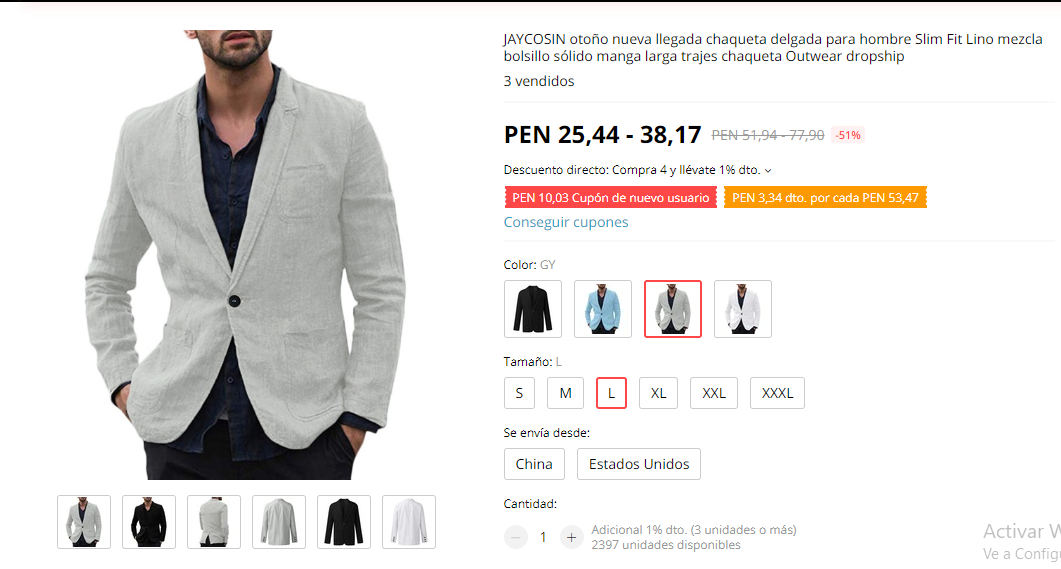 JAYCOSIN otoño nueva llegada chaqueta delgada para hombre Slim Fit Lino mezcla
bolsillo sólido manga larga trajes chaqueta Outwear dropship
3 vendidos
PEN 25,44 - 38,17 PEN 51,94 - 77,90 -51%
Descuento directo: Compra 4 y llévate 1% dto.
PEN 10,03 Cupón de nuevo usuario PEN 3,34 dto. por cada PEN 53,47
Conseguir cupones
Color: GY
Tamaño: L
S M L XL XXL XXXL
Se envía desde:
China Estados Unidos
Cantidad:
1 Adicional 1% dto. (3 unidades o más)
2397 unidades disponibles
Activar W
Ve a Config